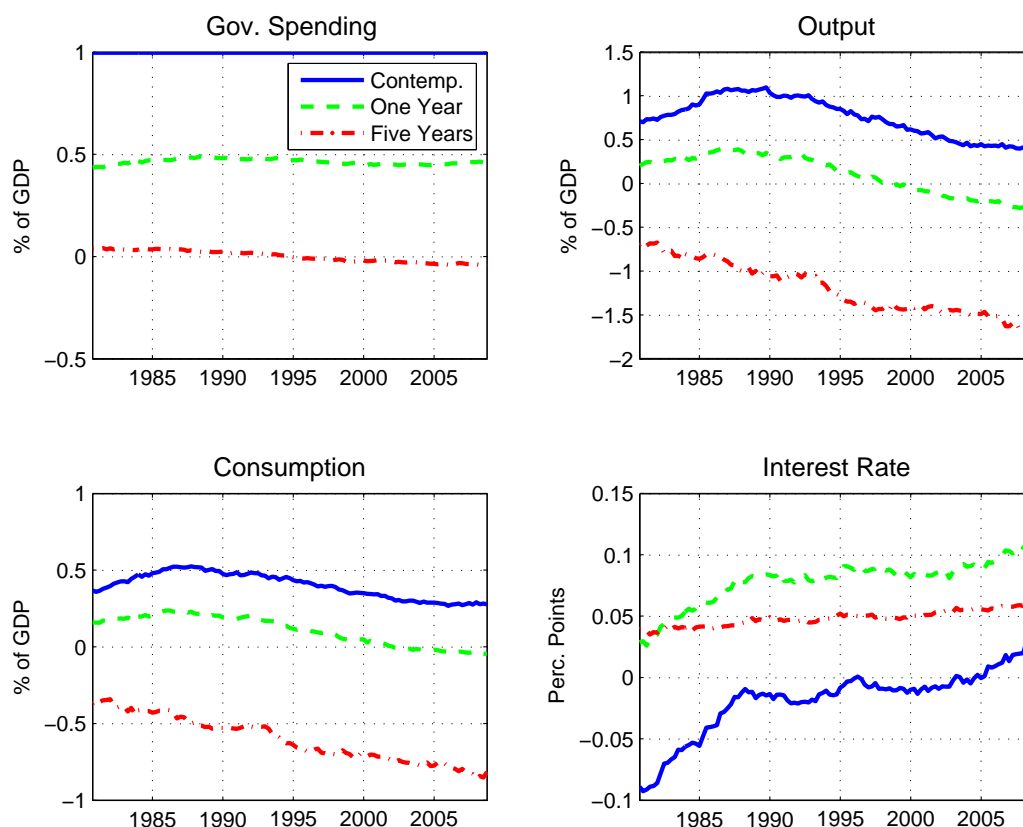 Gov. Spending
% of GDP
1
0.5
0
−0.5
1985 1990 1995 2000 2005
Contemp.
One Year
Five Years
Output
% of GDP
1.5
1
0.5
0
−0.5
−1
−1.5
−2
1985 1990 1995 2000 2005
Consumption
% of GDP
1
0.5
0
−0.5
−1
1985 1990 1995 2000 2005
Interest Rate
Perc. Points
0.15
0.1
0.05
0
−0.05
−0.1
1985 1990 1995 2000 2005